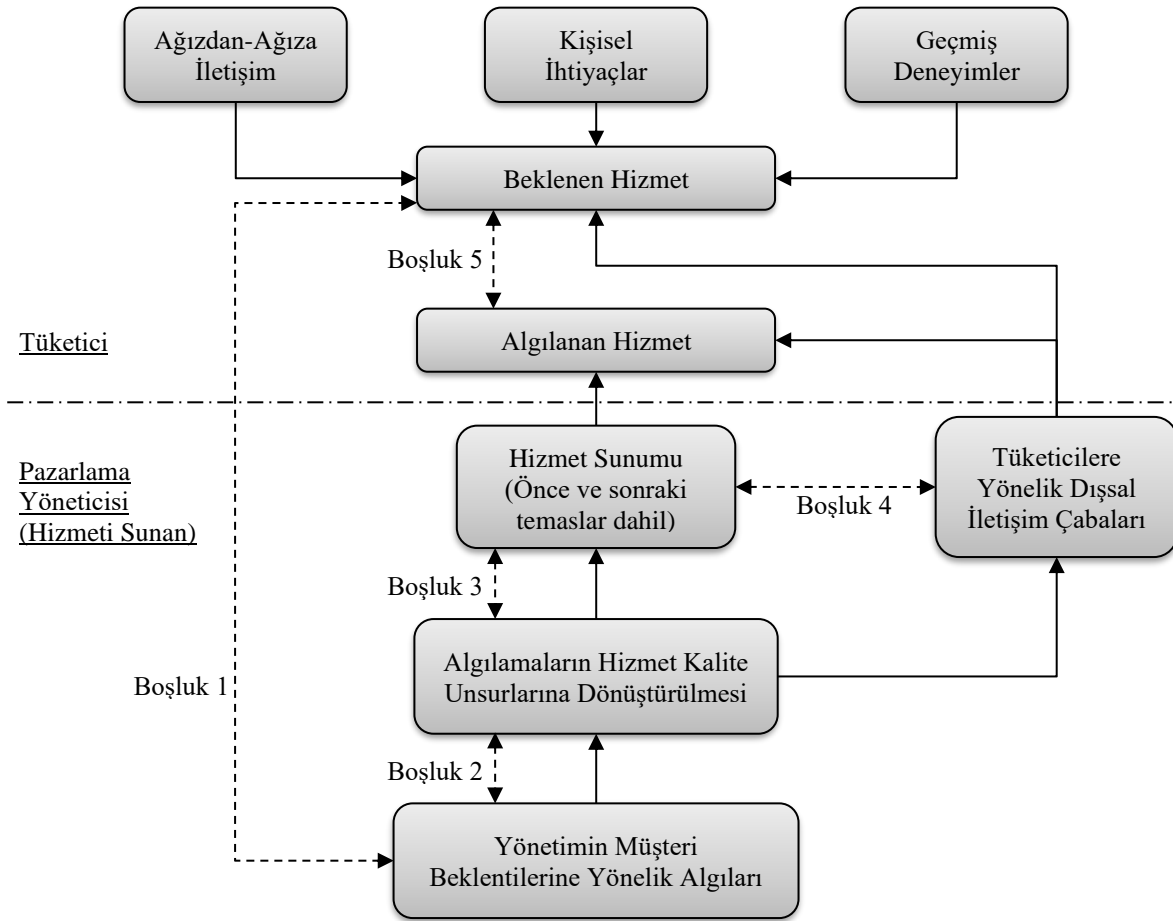 Ağızdan-Ağıza
İletişim
Kişisel
İhtiyaçlar
Geçmiş
Deneyimler
Beklenen Hizmet
Boşluk 5
Tüketici
Algılanan Hizmet
Pazarlama
Yöneticisi
(Hizmeti Sunan)
Hizmet Sunumu
(Önce ve sonraki
temaslar dahil)
Boşluk 4
Tüketicilere
Yönelik Dışsal
İletişim Çabaları
Boşluk 3
Algılamaların Hizmet Kalite
Unsurlarına Dönüştürülmesi
Boşluk 1
Boşluk 2
Yönetimin Müşteri
Beklentilerine Yönelik Algıları